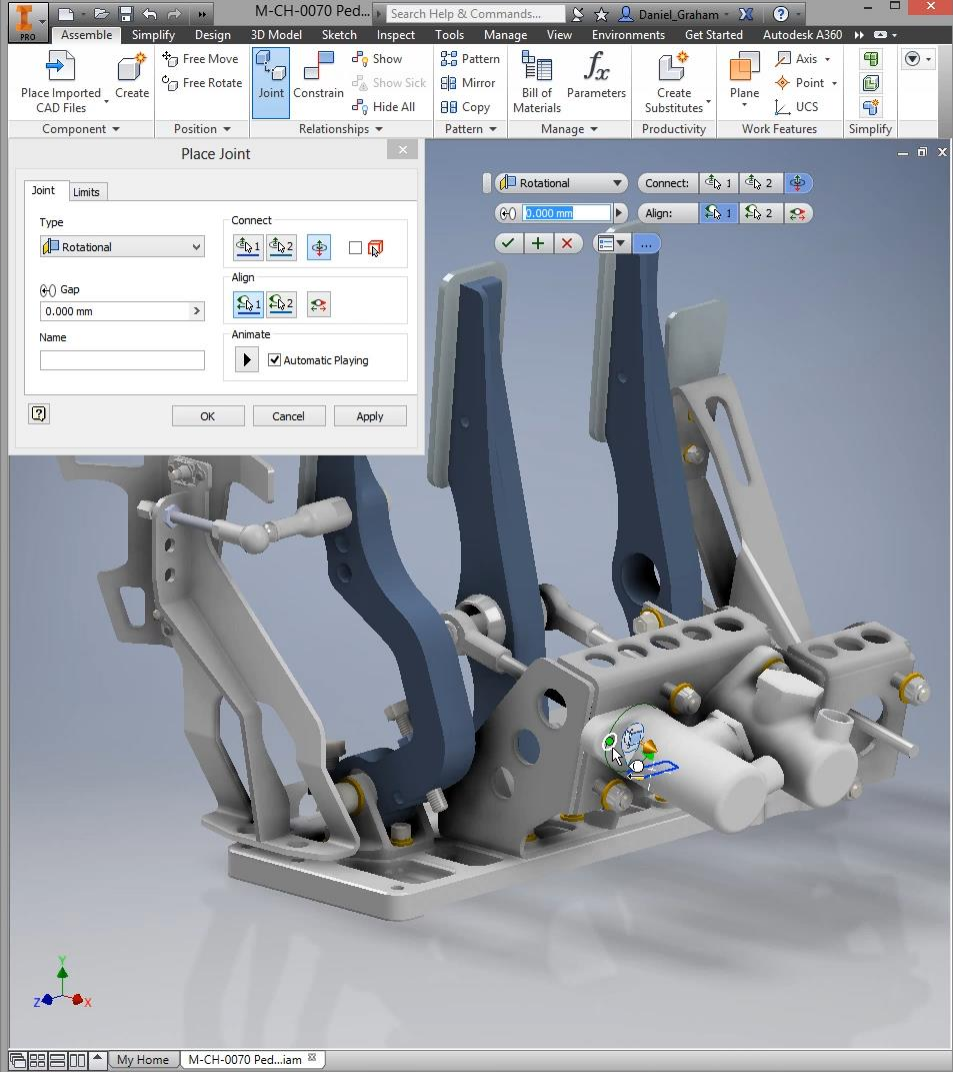 M-CH-0070 Ped... Search Help & Commands... Daniel_Graham
PRO
Assemble Simplify Design 3D Model Sketch Inspect Tools Manage View Environments Get Started Autodesk A360
Place Imported
CAD Files
Create
Component
Free Move
Free Rotate
Position
Joint
Constrain
Show
Show Sick
Hide All
Relationships
Pattern
Mirror
Copy
Pattern
Bill of
Materials
Parameters
Manage
Create
Substitutes
Productivity
Plane
Axis
Point
UCS
Work Features
Simplify
Place Joint
Joint Limits
Type
Rotational
Gap
0.000 mm
Name
Connect
1 2
Align
1 2
Animate
Automatic Playing
OK Cancel Apply
Rotational Connect: 1 2
0.000 mm Align: 1 2
...
Y
Z X
My Home M-CH-0070 Ped...iam